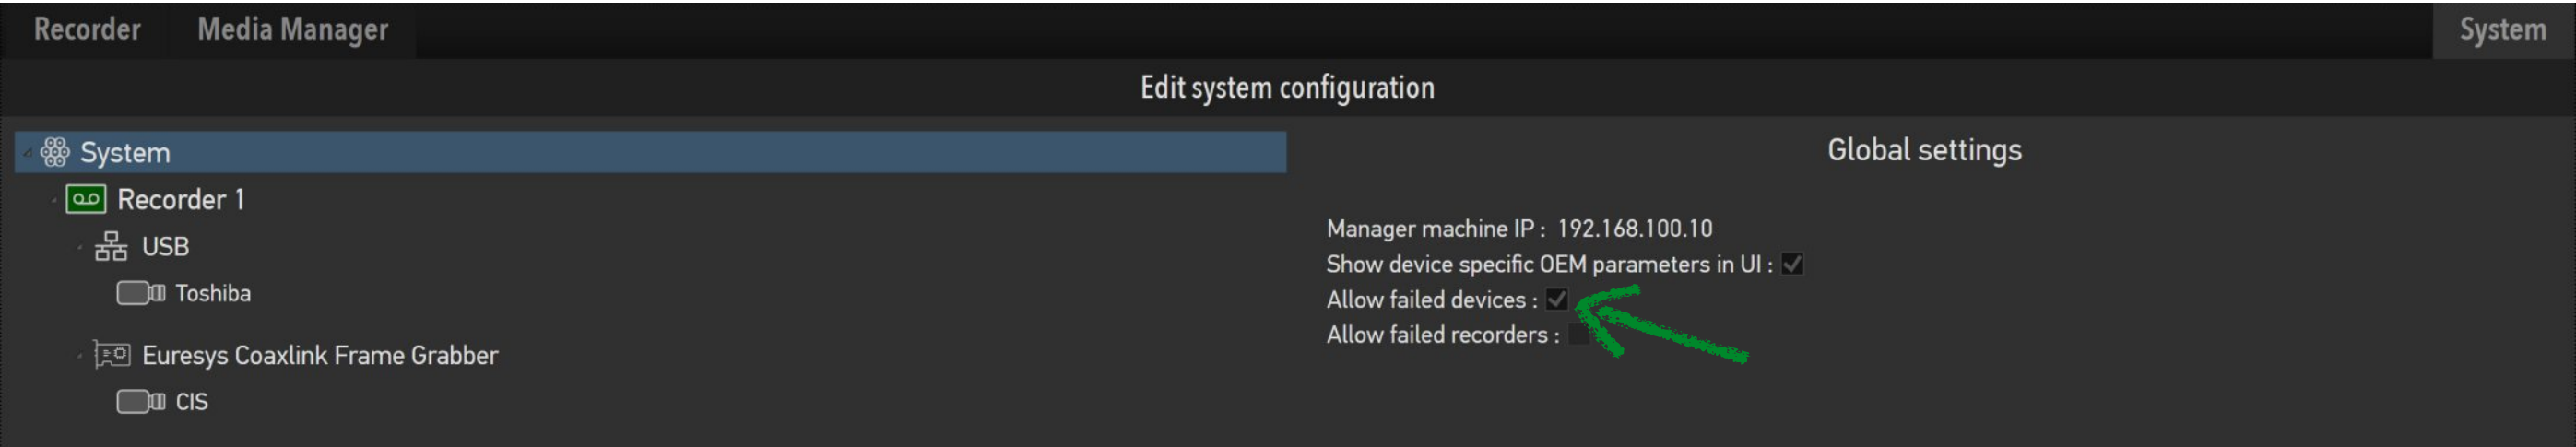 Recorder Media Manager System
Edit system configuration
System
Recorder 1
USB
Toshiba
Euresys Coaxlink Frame Grabber
CIS
Global settings
Manager machine IP : 192.168.100.10
Show device specific OEM parameters in UI :
Allow failed devices :
Allow failed recorders :